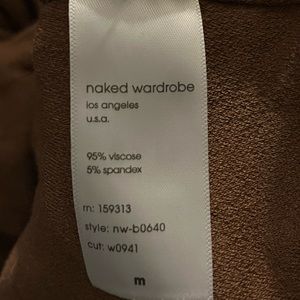 naked wardrobe
los angeles
u.s.a.
95% viscose
5% spandex
rn: 159313
style: nw-b0640
cut: w0941
m